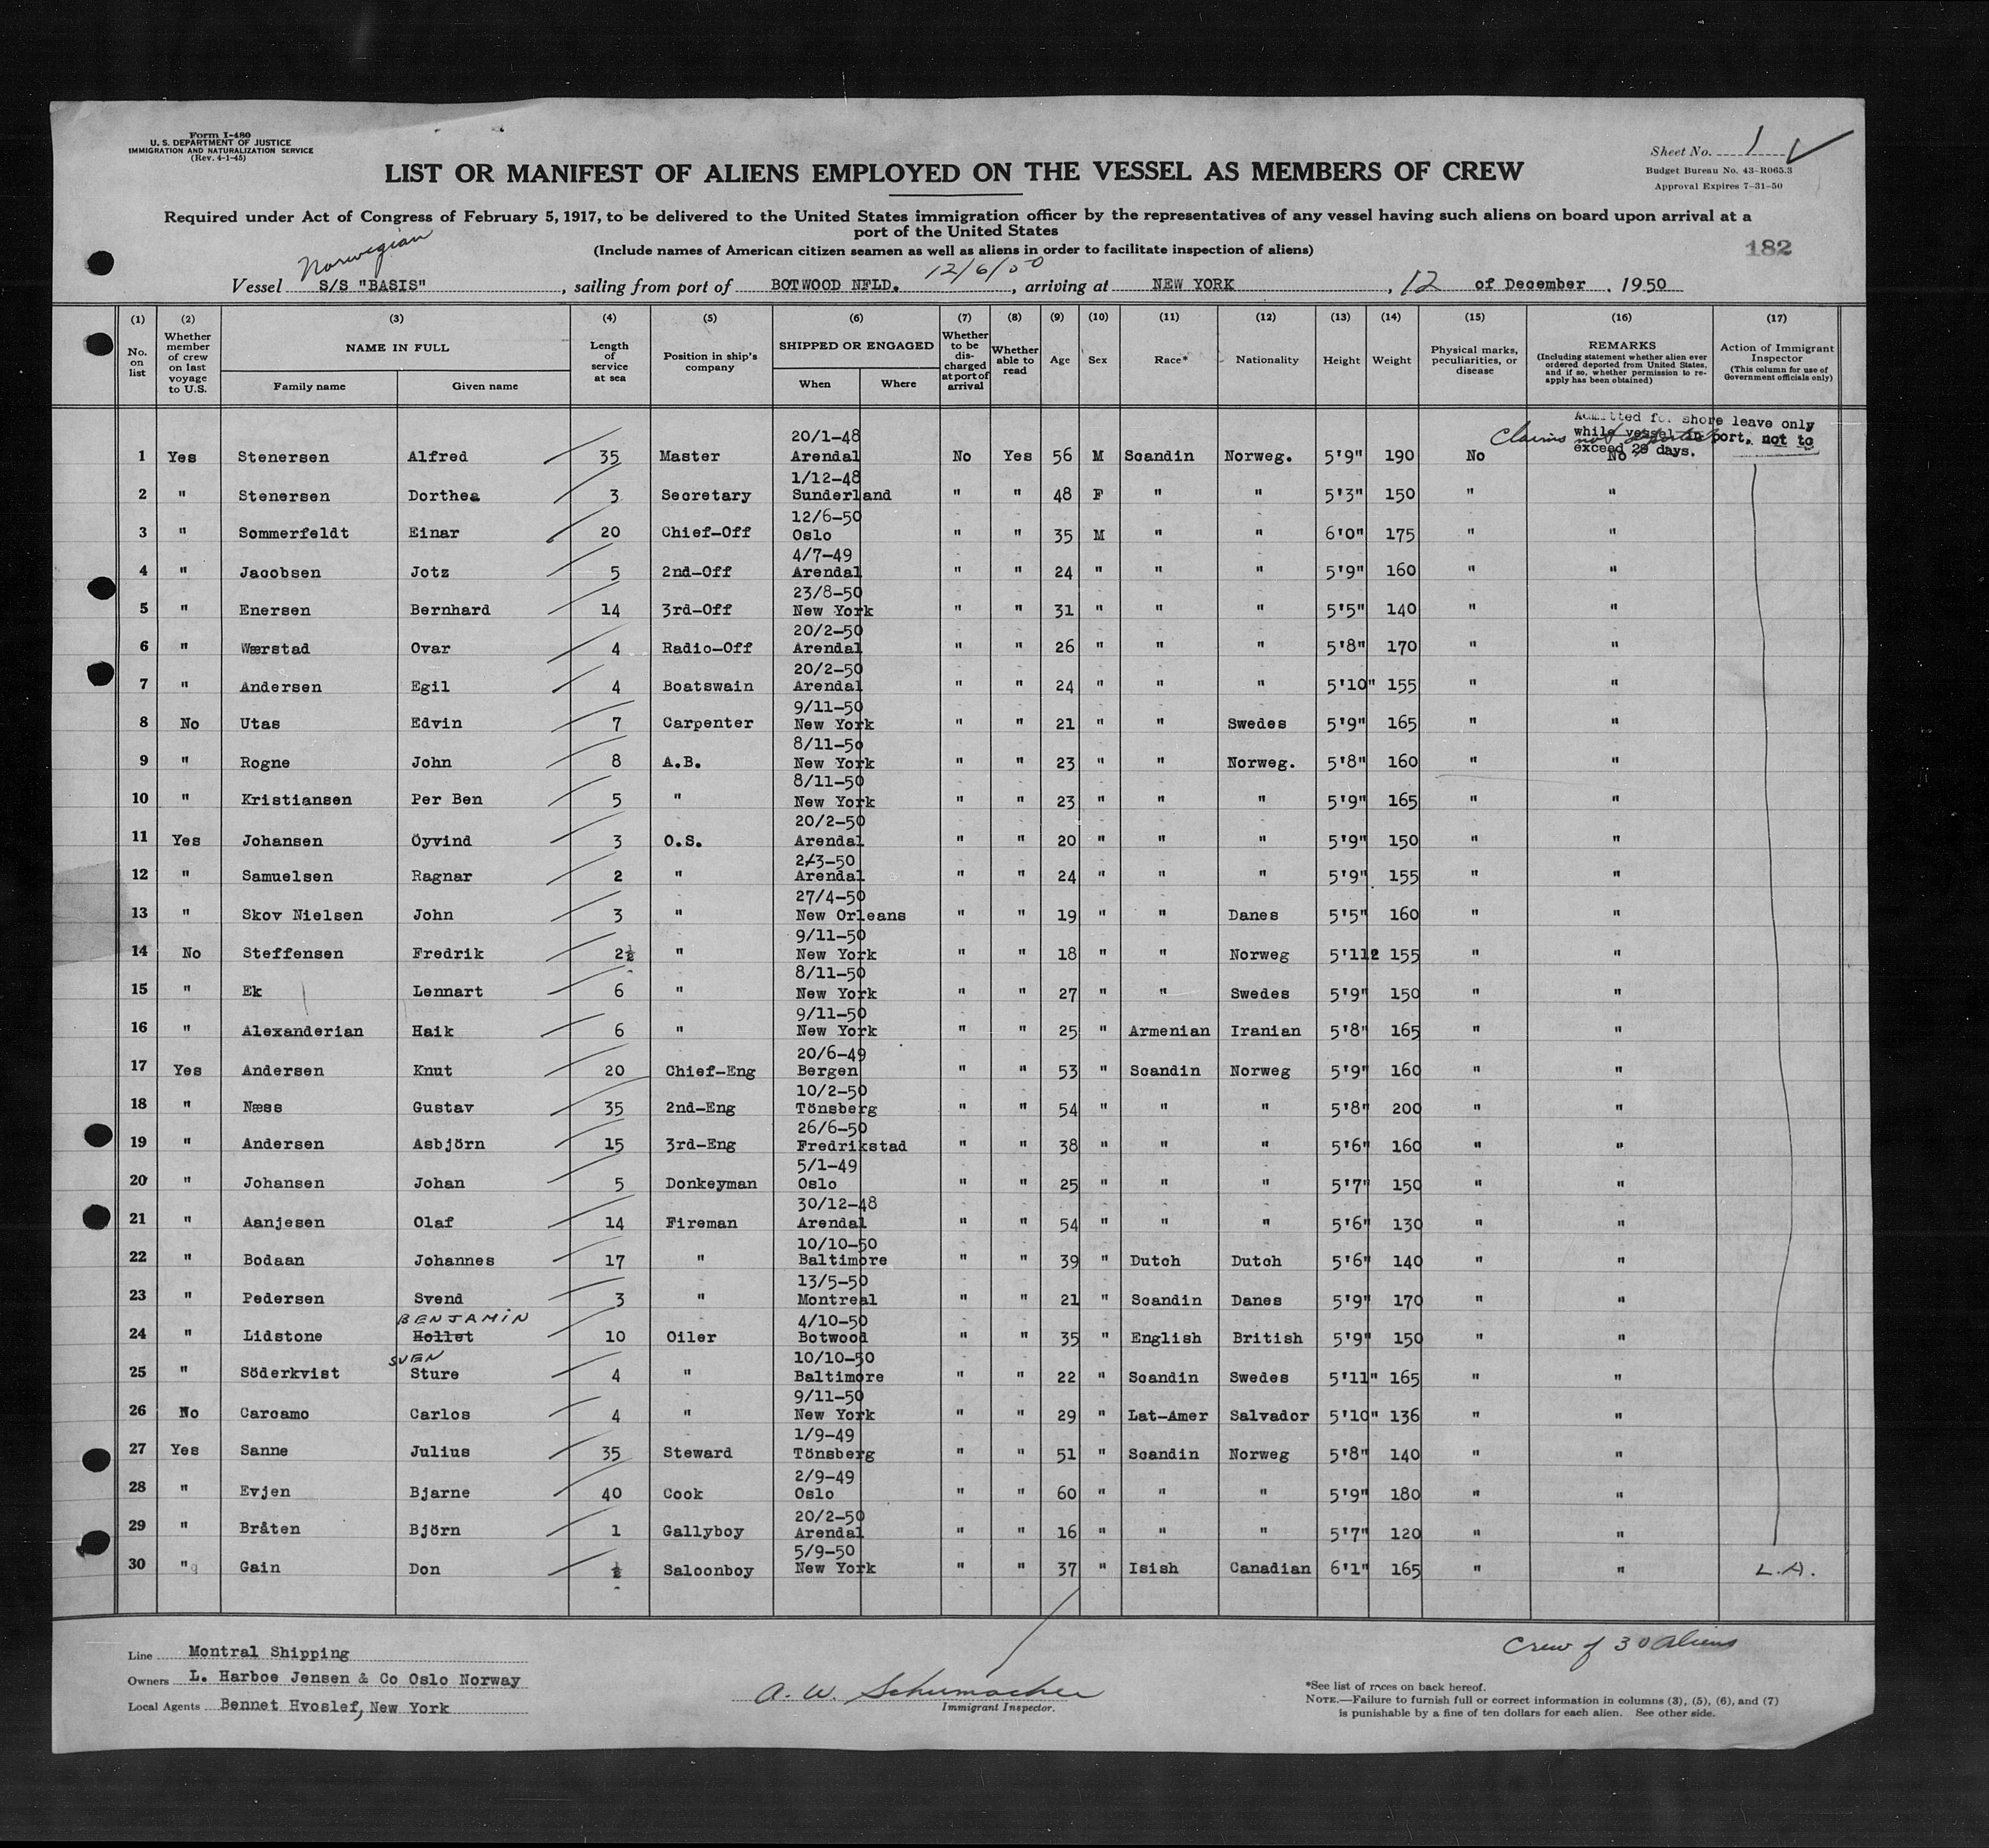 Form I-480
U. S. DEPARTMENT OF JUSTICE
IMMIGRATION AND NATURALIZATION SERVICE
(Rev. 4-1-45)
Sheet No. 1
Budget Bureau No. 43-R065.3
Approval Expires 7-31-50
LIST OR MANIFEST OF ALIENS EMPLOYED ON THE VESSEL AS MEMBERS OF CREW
Required under Act of Congress of February 5, 1917, to be delivered to the United States immigration officer by the representatives of any vessel having such aliens on board upon arrival at a
port of the United States
(Include names of American citizen seamen as well as aliens in order to facilitate inspection of aliens)
182
Norwegian
12/6/50
Vessel S/S "BASIS", sailing from port of BOTWOOD NFLD., arriving at NEW YORK, 12 of December, 1950
(1) (2) (3) (4) (5) (6) (7) (8) (9) (10) (11) (12) (13) (14) (15) (16) (17)
No. on list
Whether member of crew on last voyage to U.S.
NAME IN FULL
Family name Given name
Length of service at sea
Position in ship's company
SHIPPED OR ENGAGED
When Where
Whether to be discharged at port of arrival
Whether able to read
Age
Sex
Race*
Nationality
Height
Weight
Physical marks, peculiarities, or disease
REMARKS
(Including statement whether alien ever ordered deported from United States, and if so, whether permission to re-apply has been obtained)
Action of Immigrant Inspector
(This column for use of Government officials only)
Admitted for shore leave only
while vessel in port, not to
exceed 29 days.
Claims not
20/1-48
1 Yes Stenersen Alfred 35 Master Arendal No Yes 56 M Scandin Norweg. 5'9" 190 No No
1/12-48
2 " Stenersen Dorthea 3 Secretary Sunderland " " 48 F " " 5'3" 150 " "
12/6-50
3 " Sommerfeldt Einar 20 Chief-Off Oslo " " 35 M " " 6'0" 175 " "
4/7-49
4 " Jacobsen Jotz 5 2nd-Off Arendal " " 24 " " " 5'9" 160 " "
23/8-50
5 " Enersen Bernhard 14 3rd-Off New York " " 31 " " " 5'5" 140 " "
20/2-50
6 " Wærstad Ovar 4 Radio-Off Arendal " " 26 " " " 5'8" 170 " "
20/2-50
7 " Andersen Egil 4 Boatswain Arendal " " 24 " " " 5'10" 155 " "
9/11-50
8 No Utas Edvin 7 Carpenter New York " " 21 " " Swedes 5'9" 165 " "
8/11-50
9 " Rogne John 8 A.B. New York " " 23 " " Norweg. 5'8" 160 " "
8/11-50
10 " Kristiansen Per Ben 5 " New York " " 23 " " " 5'9" 165 " "
20/2-50
11 Yes Johansen Öyvind 3 O.S. Arendal " " 20 " " " 5'9" 150 " "
2/3-50
12 " Samuelsen Ragnar 2 " Arendal " " 24 " " " 5'9" 155 " "
27/4-50
13 " Skov Nielsen John 3 " New Orleans " " 19 " " Danes 5'5" 160 " "
9/11-50
14 No Steffensen Fredrik 2½ " New York " " 18 " " Norweg 5'112 155 " "
8/11-50
15 " Ek Lennart 6 " New York " " 27 " " Swedes 5'9" 150 " "
9/11-50
16 " Alexanderian Haik 6 " New York " " 25 " Armenian Iranian 5'8" 165 " "
20/6-49
17 Yes Andersen Knut 20 Chief-Eng Bergen " " 53 " Scandin Norweg 5'9" 160 " "
10/2-50
18 " Næss Gustav 35 2nd-Eng Tönsberg " " 54 " " " 5'8" 200 " "
26/6-50
19 " Andersen Asbjörn 15 3rd-Eng Fredrikstad " " 38 " " " 5'6" 160 " "
5/1-49
20 " Johansen Johan 5 Donkeyman Oslo " " 25 " " " 5'7" 150 " "
30/12-48
21 " Aanjesen Olaf 14 Fireman Arendal " " 54 " " " 5'6" 130 " "
10/10-50
22 " Bodaan Johannes 17 " Baltimore " " 39 " Dutch Dutch 5'6" 140 " "
13/5-50
23 " Pedersen Svend 3 " Montreal " " 21 " Scandin Danes 5'9" 170 " "
BENJAMIN 4/10-50
24 " Lidstone Hollet 10 Oiler Botwood " " 35 " English British 5'9" 150 " "
SVEN 10/10-50
25 " Söderkvist Sture 4 " Baltimore " " 22 " Scandin Swedes 5'11" 165 " "
9/11-50
26 No Carcamo Carlos 4 " New York " " 29 " Lat-Amer Salvador 5'10" 136 " "
1/9-49
27 Yes Sanne Julius 35 Steward Tönsberg " " 51 " Scandin Norweg 5'8" 140 " "
2/9-49
28 " Evjen Bjarne 40 Cook Oslo " " 60 " " " 5'9" 180 " "
20/2-50
29 " Bråten Björn 1 Gallyboy Arendal " " 16 " " " 5'7" 120 " "
5/9-50
30 " Gain Don ½ Saloonboy New York " " 37 " Isish Canadian 6'1" 165 " " L.A.
Crew of 30 aliens
Line Montral Shipping
Owners L. Harboe Jensen & Co Oslo Norway
Local Agents Bennet Hvoslef, New York
A. W. Schumacher
Immigrant Inspector.
*See list of races on back hereof.
NOTE.—Failure to furnish full or correct information in columns (3), (5), (6), and (7)
is punishable by a fine of ten dollars for each alien. See other side.